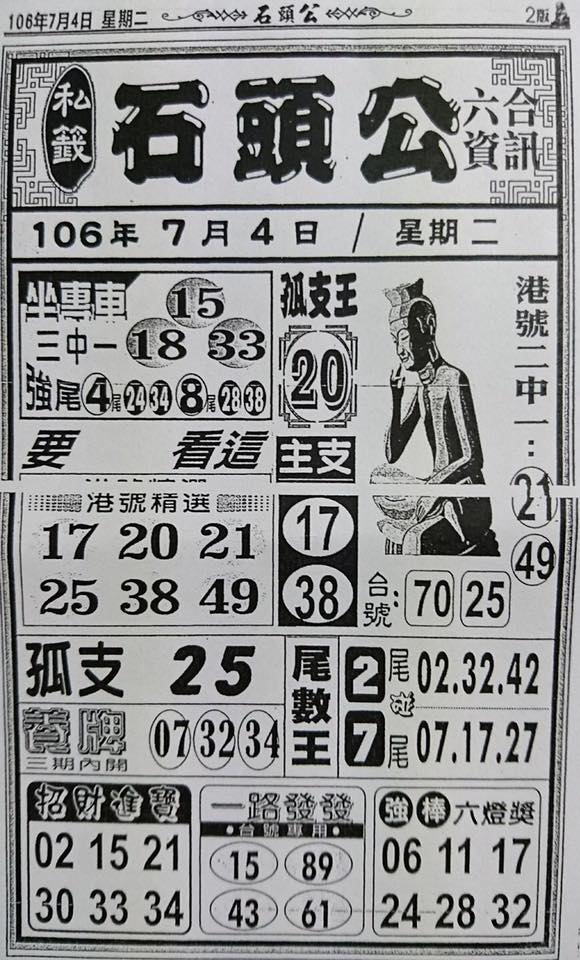 106年7月4日 星期二
石頭公
2版
私籤
石頭公
六合
資訊
106年 7月4日 / 星期二
坐專車
三中一
15
18 33
強尾 4尾 24 34 8尾 28 38
要 看這
孤支王
20
主支
17
38
港號二中一:
21
49
港號精選
17 20 21
25 38 49
台號: 70 25
孤支 25
養牌
三期內開
07 32 34
尾數王
2尾 02.32.42
碰
7尾 07.17.27
招財進寶
02 15 21
30 33 34
一路發發
·台號專用·
15 89
43 61
強棒六燈獎
06 11 17
24 28 32